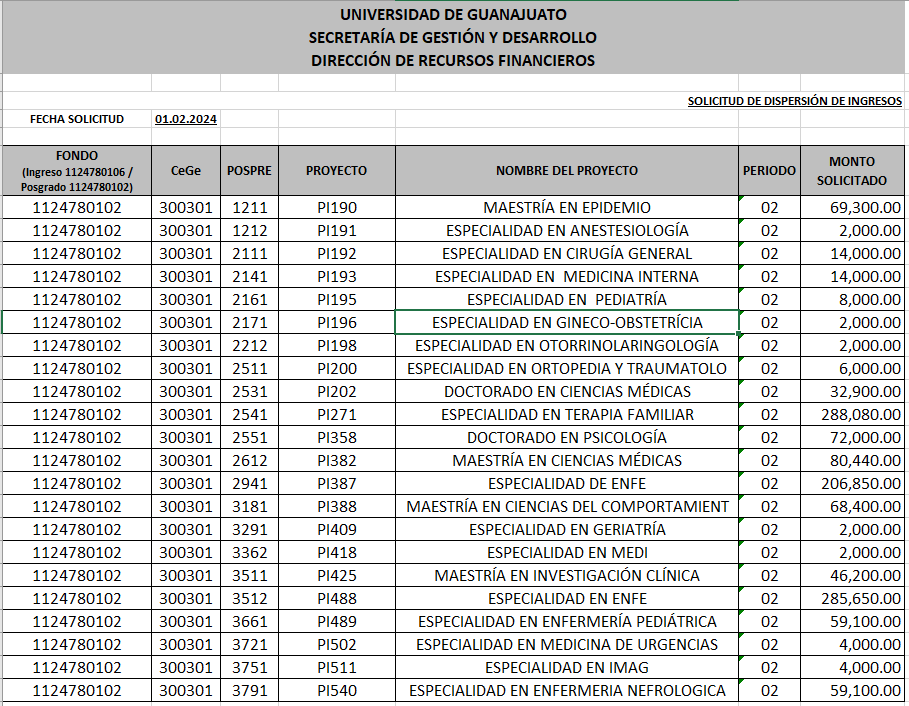 UNIVERSIDAD DE GUANAJUATO
SECRETARÍA DE GESTIÓN Y DESARROLLO
DIRECCIÓN DE RECURSOS FINANCIEROS
SOLICITUD DE DISPERSIÓN DE INGRESOS
FECHA SOLICITUD 01.02.2024
FONDO (Ingreso 1124780106 / Posgrado 1124780102) CeGe POSPRE PROYECTO NOMBRE DEL PROYECTO PERIODO MONTO SOLICITADO
1124780102 300301 1211 PI190 MAESTRÍA EN EPIDEMIO 02 69,300.00
1124780102 300301 1212 PI191 ESPECIALIDAD EN ANESTESIOLOGÍA 02 2,000.00
1124780102 300301 2111 PI192 ESPECIALIDAD EN CIRUGÍA GENERAL 02 14,000.00
1124780102 300301 2141 PI193 ESPECIALIDAD EN  MEDICINA INTERNA 02 14,000.00
1124780102 300301 2161 PI195 ESPECIALIDAD EN  PEDIATRÍA 02 8,000.00
1124780102 300301 2171 PI196 ESPECIALIDAD EN GINECO-OBSTETRÍCIA 02 2,000.00
1124780102 300301 2212 PI198 ESPECIALIDAD EN OTORRINOLARINGOLOGÍA 02 2,000.00
1124780102 300301 2511 PI200 ESPECIALIDAD EN ORTOPEDIA Y TRAUMATOLO 02 6,000.00
1124780102 300301 2531 PI202 DOCTORADO EN CIENCIAS MÉDICAS 02 32,900.00
1124780102 300301 2541 PI271 ESPECIALIDAD EN TERAPIA FAMILIAR 02 288,080.00
1124780102 300301 2551 PI358 DOCTORADO EN PSICOLOGÍA 02 72,000.00
1124780102 300301 2612 PI382 MAESTRÍA EN CIENCIAS MÉDICAS 02 80,440.00
1124780102 300301 2941 PI387 ESPECIALIDAD DE ENFE 02 206,850.00
1124780102 300301 3181 PI388 MAESTRÍA EN CIENCIAS DEL COMPORTAMIENT 02 68,400.00
1124780102 300301 3291 PI409 ESPECIALIDAD EN GERIATRÍA 02 2,000.00
1124780102 300301 3362 PI418 ESPECIALIDAD EN MEDI 02 2,000.00
1124780102 300301 3511 PI425 MAESTRÍA EN INVESTIGACIÓN CLÍNICA 02 46,200.00
1124780102 300301 3512 PI488 ESPECIALIDAD EN ENFE 02 285,650.00
1124780102 300301 3661 PI489 ESPECIALIDAD EN ENFERMERÍA PEDIÁTRICA 02 59,100.00
1124780102 300301 3721 PI502 ESPECIALIDAD EN MEDICINA DE URGENCIAS 02 4,000.00
1124780102 300301 3751 PI511 ESPECIALIDAD EN IMAG 02 4,000.00
1124780102 300301 3791 PI540 ESPECIALIDAD EN ENFERMERIA NEFROLOGICA 02 59,100.00